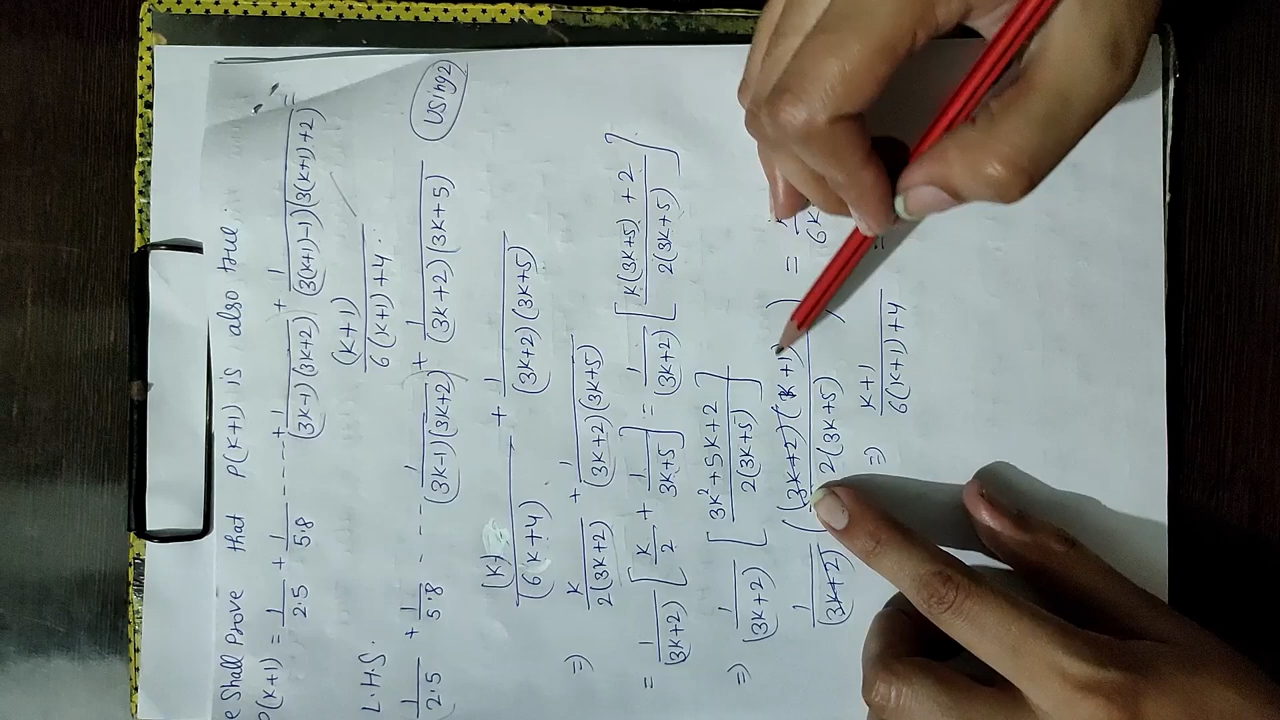 e Shall Prove that P(K+1) is also true.
P(K+1) = 1/2.5 + 1/5.8 + ---- + 1/(3K-1)(3K+2) + 1/(3(K+1)-1)(3(K+1)+2) =
(K+1)/6(K+1)+4.
L.H.S.
1/2.5 + 1/5.8 - - - 1/(3K-1)(3K+2) + 1/(3K+2)(3K+5) Using 2
(K)/(6K+4) + 1/(3K+2)(3K+5)
=) K/2(3K+2) + 1/(3K+2)(3K+5)
= 1/(3K+2) [K/2 + 1/3K+5] = 1/(3K+2) [K(3K+5)+2/2(3K+5)].
=) 1/(3K+2) [3K²+5K+2/2(3K+5)]
1/(3K+2) ((3K+2)(K+1)/2(3K+5)) =
=) K+1/6(K+1)+4 =